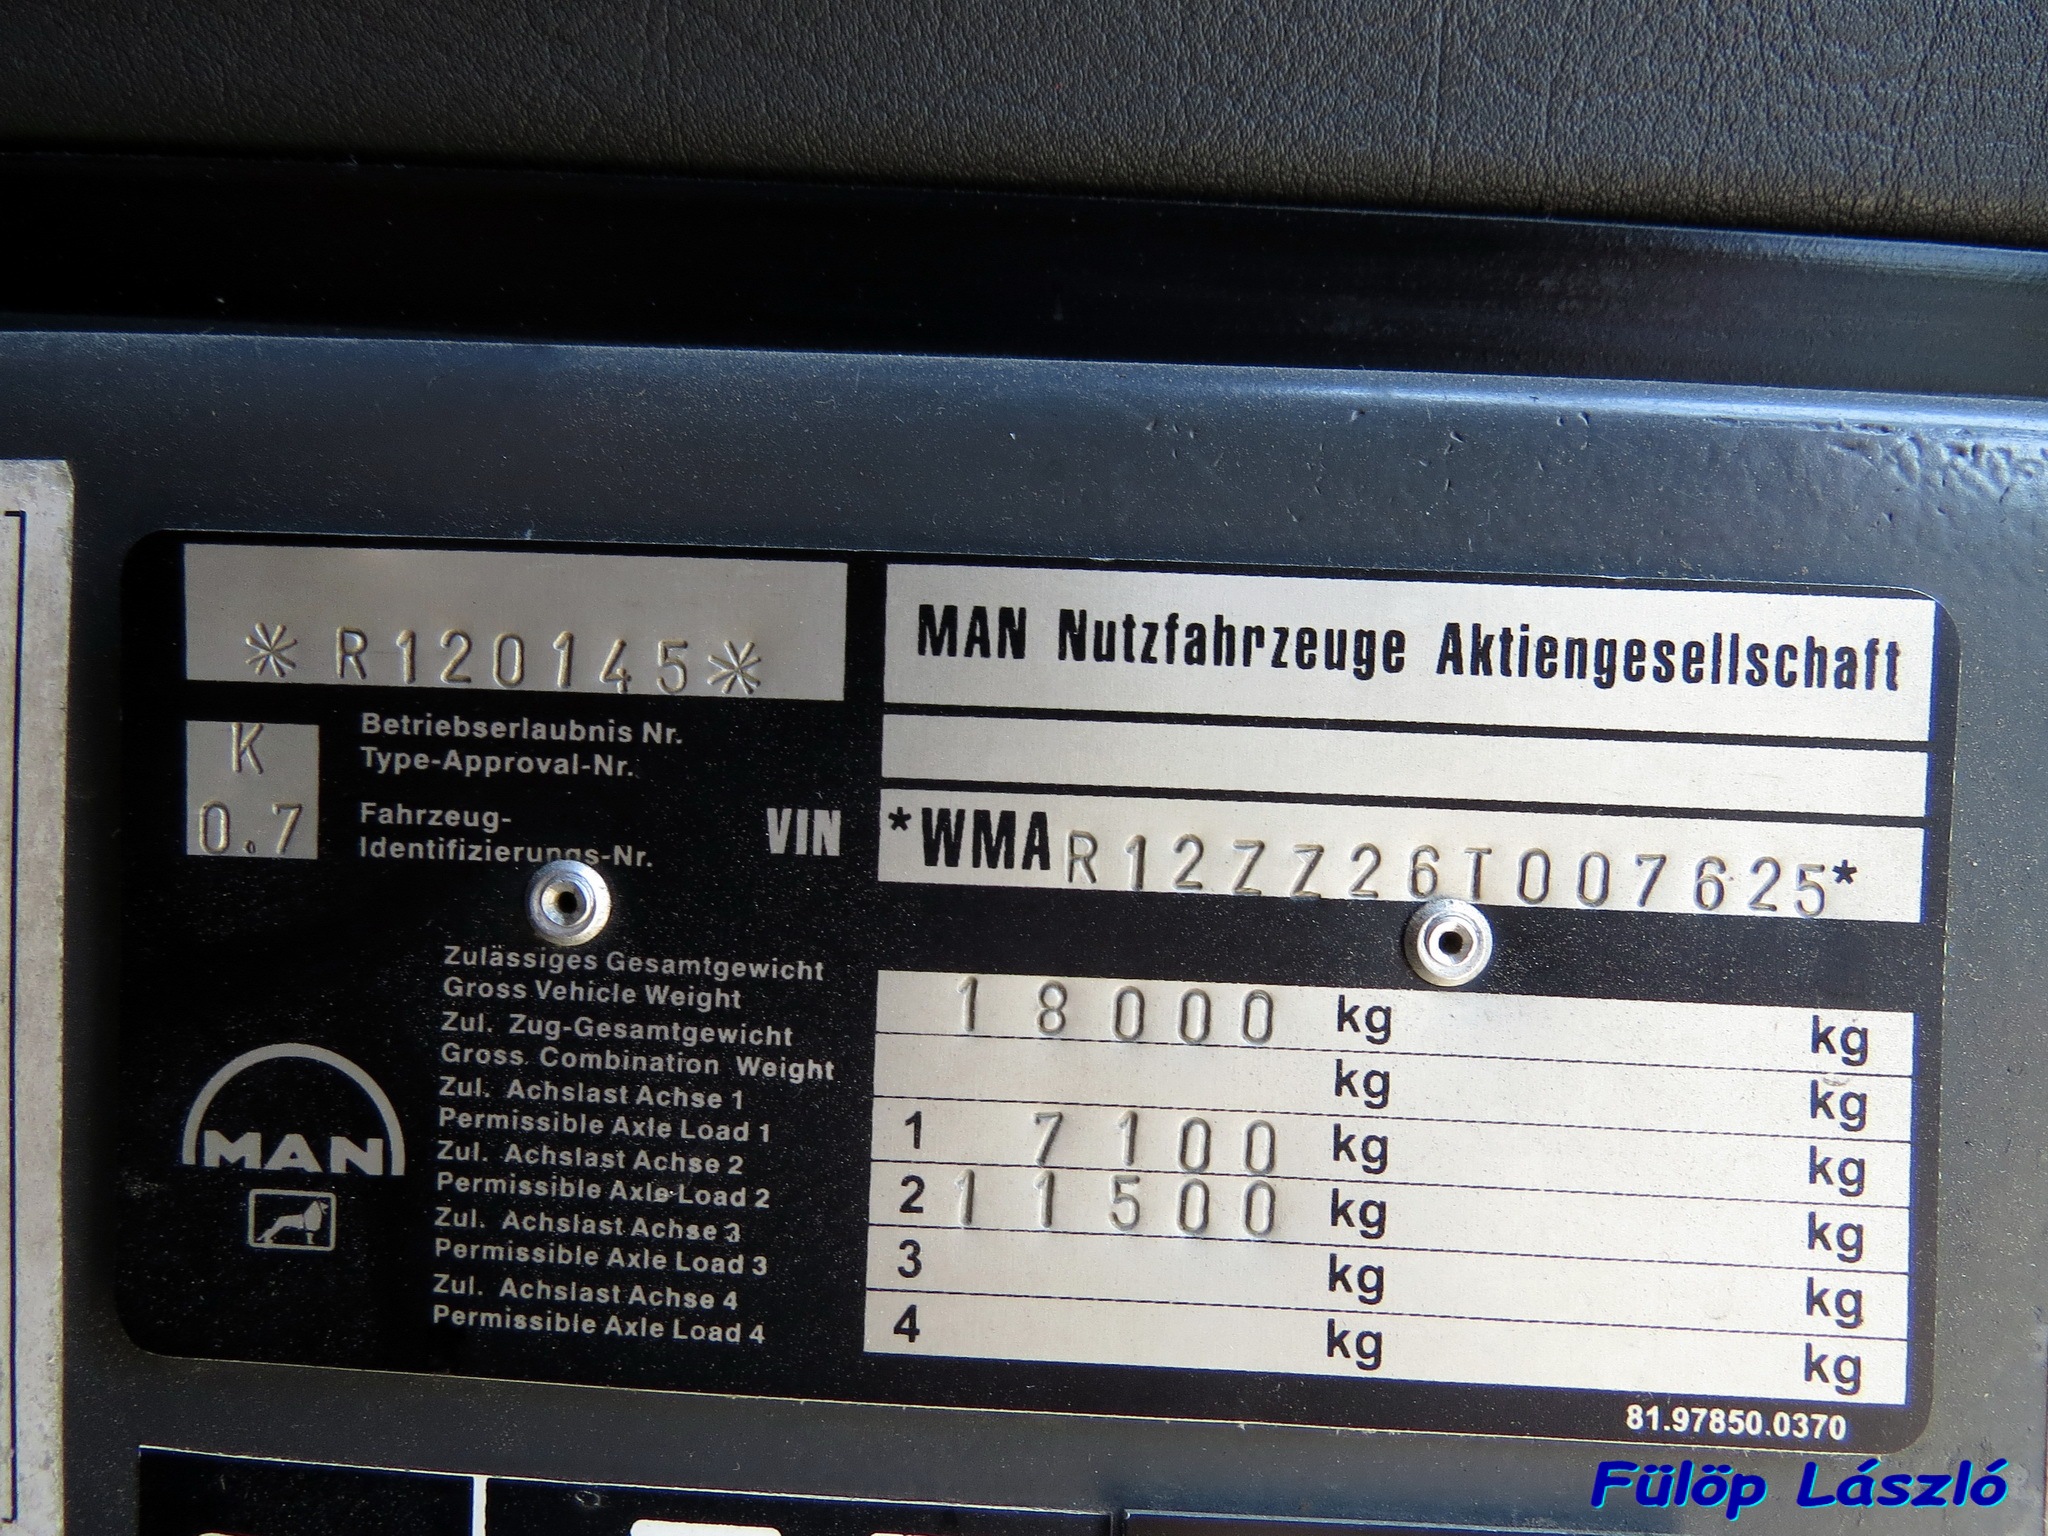 *R120145*
MAN Nutzfahrzeuge Aktiengesellschaft
K
0.7
Betriebserlaubnis Nr.
Type-Approval-Nr.
Fahrzeug-
Identifizierungs-Nr.
VIN
*WMAR12ZZ26T007625*
Zulässiges Gesamtgewicht
Gross Vehicle Weight
18000 kg kg
Zul. Zug-Gesamtgewicht
Gross Combination Weight
kg kg
Zul. Achslast Achse 1
Permissible Axle Load 1
1 7100 kg kg
Zul. Achslast Achse 2
Permissible Axle Load 2
2 11500 kg kg
Zul. Achslast Achse 3
Permissible Axle Load 3
3 kg kg
Zul. Achslast Achse 4
Permissible Axle Load 4
4 kg kg
MAN
81.97850.0370
Fülöp László